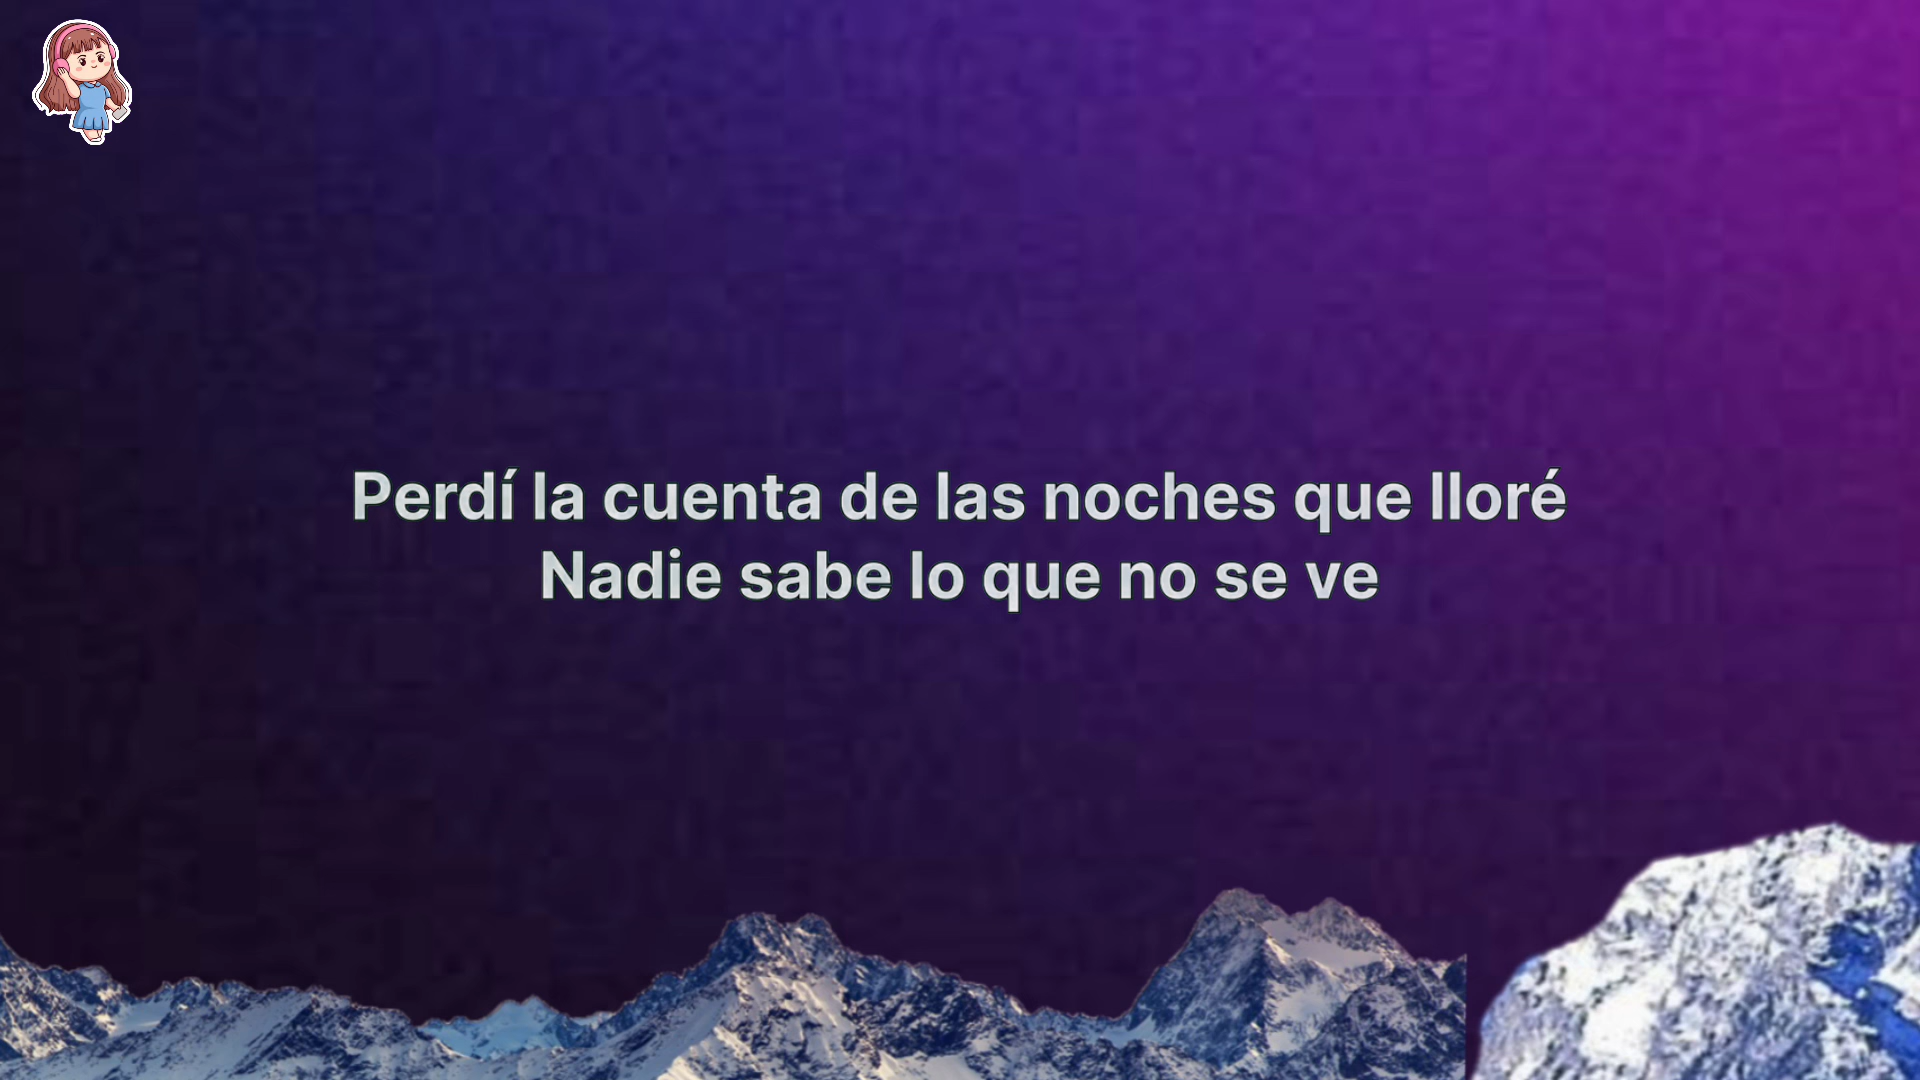 Perdí la cuenta de las noches que lloré
Nadie sabe lo que no se ve